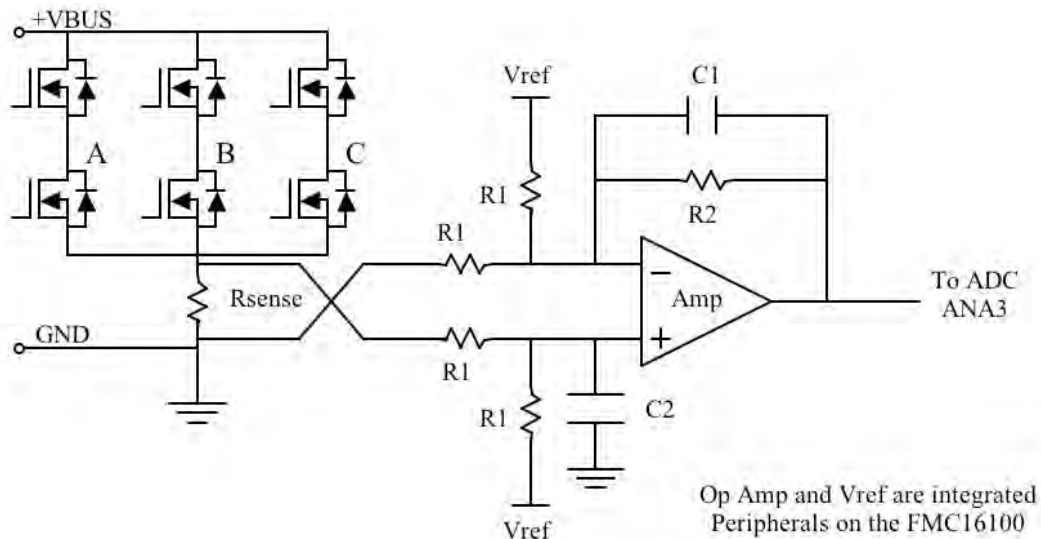 +VBUS
Vref
C1
A
B
C
R1
R2
R1
Rsense
Amp
To ADC
ANA3
GND
R1
R1
C2
Vref
Op Amp and Vref are integrated
Peripherals on the FMC16100